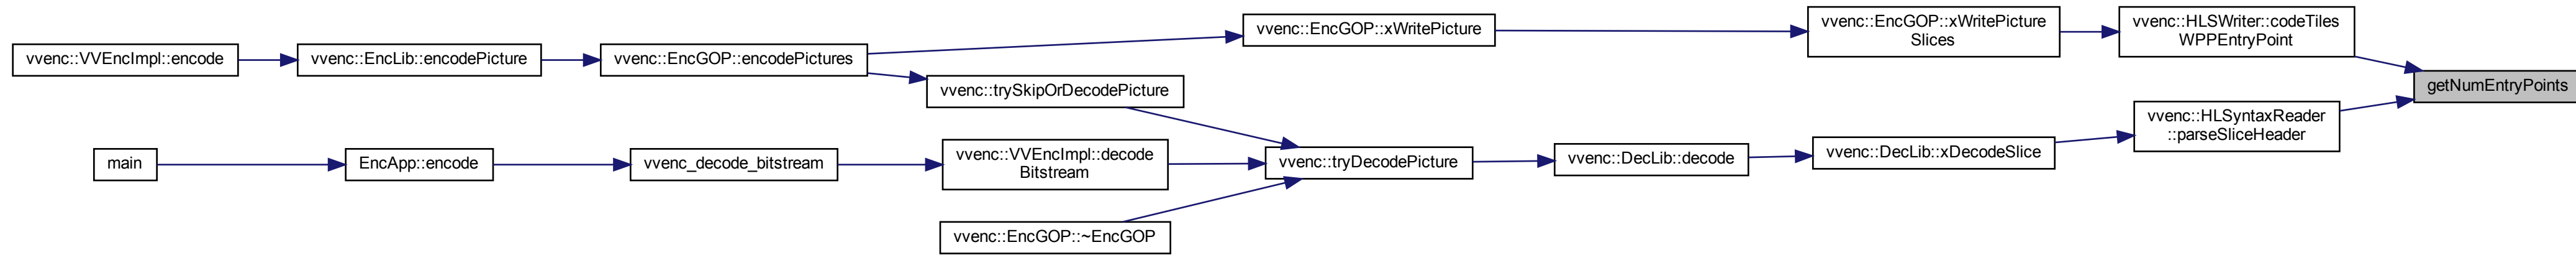 vvenc::VVEncImpl::encode
vvenc::EncLib::encodePicture
vvenc::EncGOP::encodePictures
vvenc::EncGOP::xWritePicture
vvenc::EncGOP::xWritePicture
Slices
vvenc::HLSWriter::codeTiles
WPPEntryPoint
getNumEntryPoints
vvenc::trySkipOrDecodePicture
main
EncApp::encode
vvenc_decode_bitstream
vvenc::VVEncImpl::decode
Bitstream
vvenc::tryDecodePicture
vvenc::DecLib::decode
vvenc::DecLib::xDecodeSlice
vvenc::HLSyntaxReader
::parseSliceHeader
vvenc::EncGOP::~EncGOP